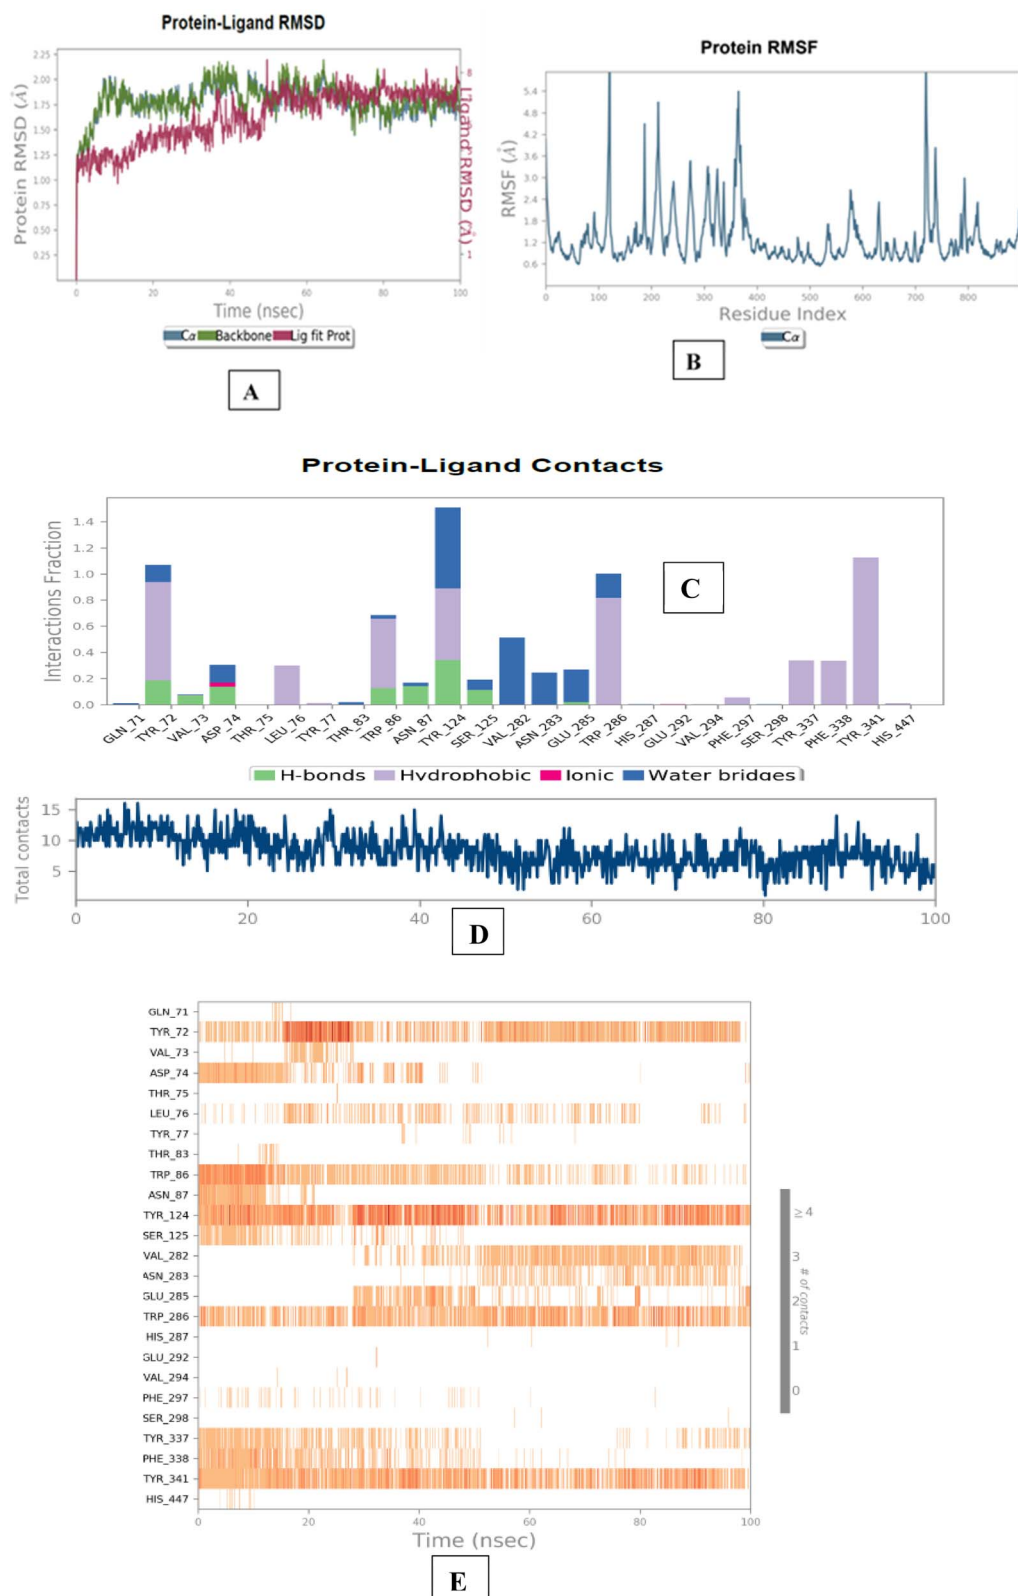 Protein-Ligand RMSD
Protein RMSD (Å)
2.25
2.00
1.75
1.50
1.25
1.00
0.75
0.50
0.25
8
1
Ligand RMSD (Å)
0 20 40 60 80 100
Time (nsec)
Cα Backbone Lig fit Prot
A
Protein RMSF
RMSF (Å)
5.4
4.8
4.2
3.6
3.0
2.4
1.8
1.2
0.6
0 100 200 300 400 500 600 700 800
Residue Index
Cα
B
Protein-Ligand Contacts
Interactions Fraction
1.4
1.2
1.0
0.8
0.6
0.4
0.2
0.0
C
GLN_71 TYR_72 VAL_73 ASP_74 THR_75 LEU_76 TYR_77 THR_83 TRP_86 ASN_87 TYR_124 SER_125 VAL_282 ASN_283 GLU_285 TRP_286 HIS_287 GLU_292 VAL_294 PHE_297 SER_298 TYR_337 PHE_338 TYR_341 HIS_447
H-bonds Hydrophobic Ionic Water bridges
Total contacts
15
10
5
0 20 40 60 80 100
D
GLN_71
TYR_72
VAL_73
ASP_74
THR_75
LEU_76
TYR_77
THR_83
TRP_86
ASN_87
TYR_124
SER_125
VAL_282
ASN_283
GLU_285
TRP_286
HIS_287
GLU_292
VAL_294
PHE_297
SER_298
TYR_337
PHE_338
TYR_341
HIS_447
≥4
3
2
1
0
# of contacts
0 20 40 60 80 100
Time (nsec)
E